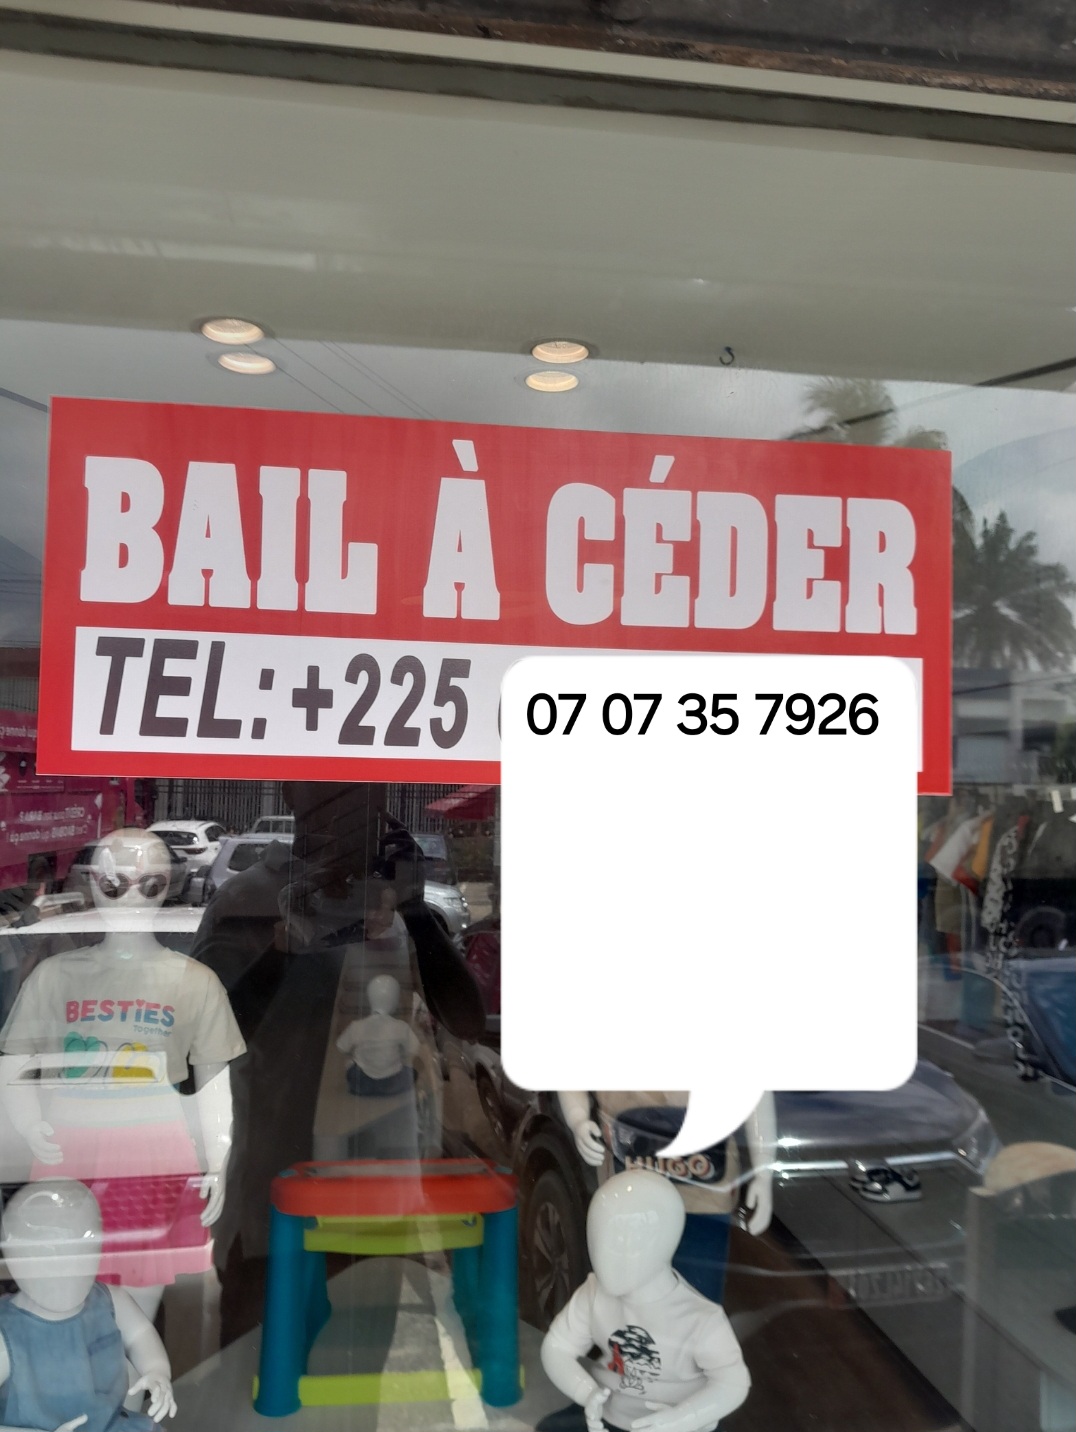 BAIL À CÉDER
TEL:+225
07 07 35 7926
BESTiES
Together
HUGO